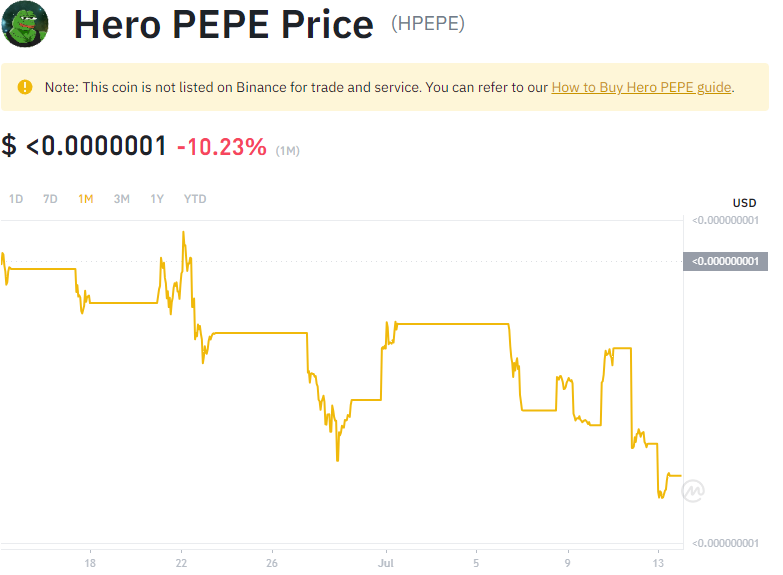 Hero PEPE Price (HPEPE)
Note: This coin is not listed on Binance for trade and service. You can refer to our How to Buy Hero PEPE guide.
$ <0.0000001 -10.23% (1M)
1D 7D 1M 3M 1Y YTD
USD
<0.000000001
<0.000000001
<0.000000001
18 22 26 Jul 5 9 13